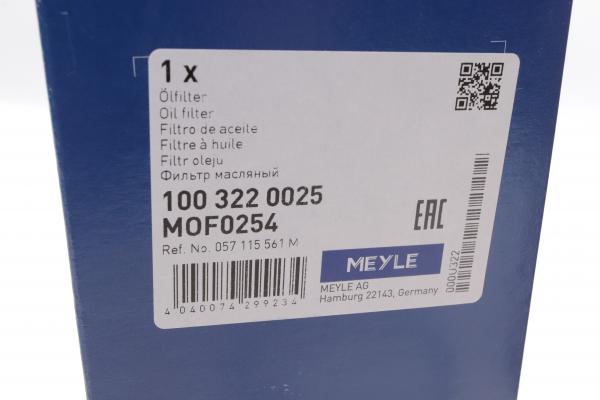 1 x
Ölfilter
Oil filter
Filtro de aceite
Filtre à huile
Filtr oleju
Фильтр масляный
100 322 0025
MOF0254
Ref. No. 057 115 561 M
EAC
MEYLE
MEYLE AG
Hamburg 22143, Germany
4 040074 299234
000U322